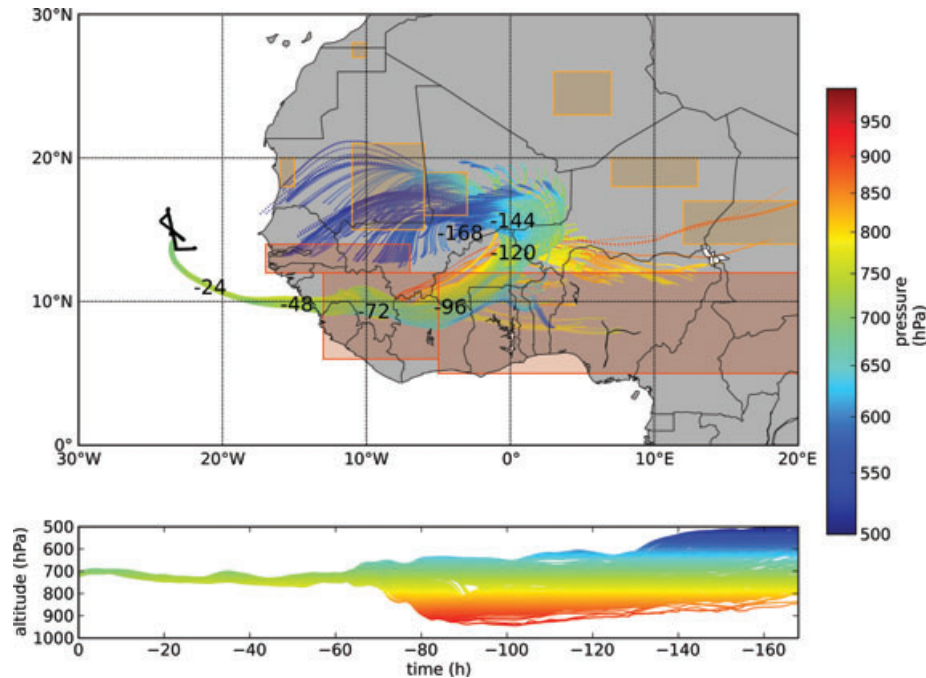 30°N
20°N
10°N
0°
30°W 20°W 10°W 0° 10°E 20°E
-144
-168
-120
-24
-48
-72
-96
950
900
850
800
750
700
650
600
550
500
pressure
(hPa)
altitude (hPa)
500
600
700
800
900
1000
0 −20 −40 −60 −80 −100 −120 −140 −160
time (h)